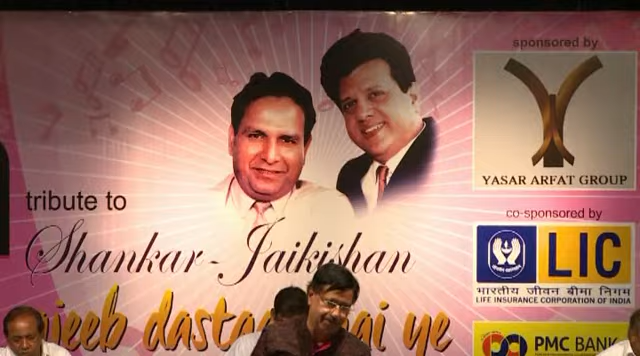 sponsored by
YASAR ARFAT GROUP
tribute to
Shankar-Jaikishan
co-sponsored by
LIC
भारतीय जीवन बीमा निगम
LIFE INSURANCE CORPORATION OF INDIA
ye
PMC BANK